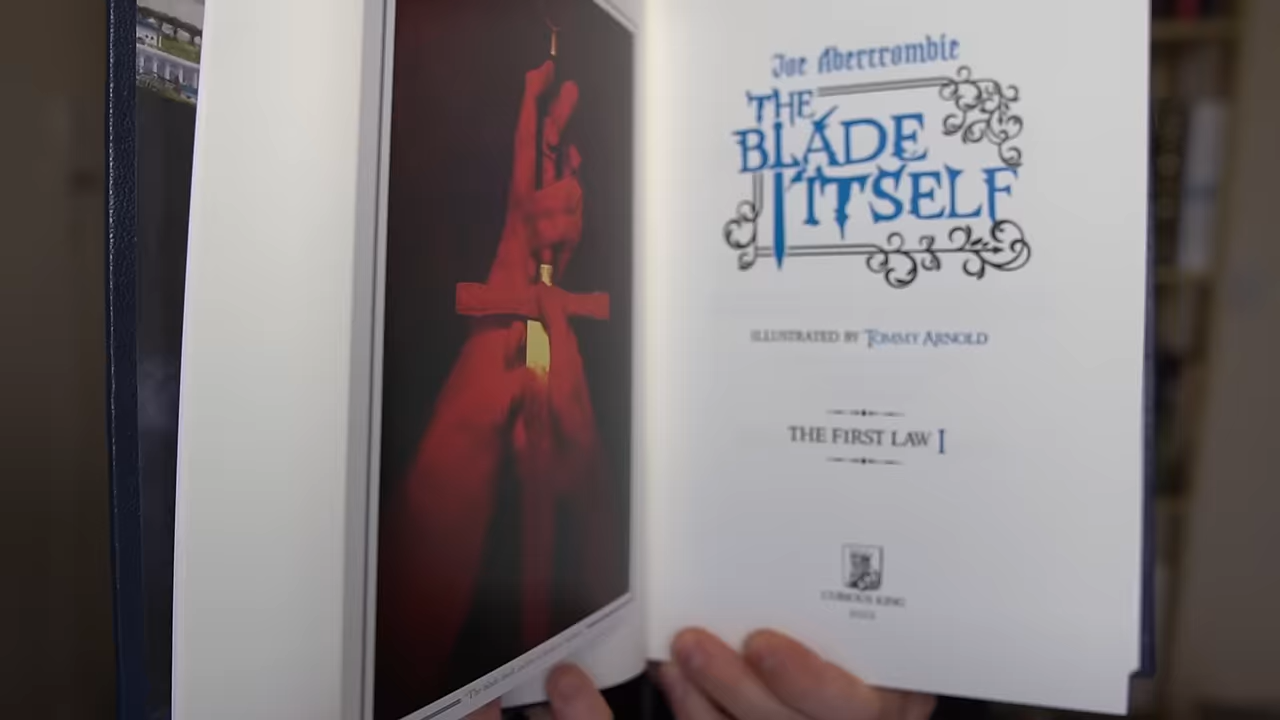 Joe Abercrombie
THE
BLADE
ITSELF
ILLUSTRATED BY TOMMY ARNOLD
THE FIRST LAW I
CURIOUS KING